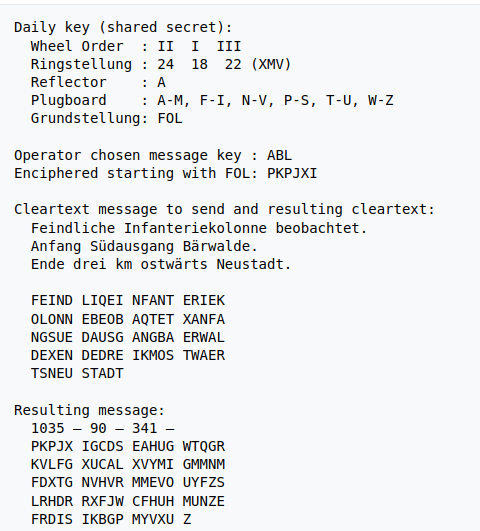 Daily key (shared secret):
Wheel Order  : II  I  III
Ringstellung : 24  18  22 (XMV)
Reflector    : A
Plugboard    : A-M, F-I, N-V, P-S, T-U, W-Z
Grundstellung: FOL
Operator chosen message key : ABL
Enciphered starting with FOL: PKPJXI
Cleartext message to send and resulting cleartext:
Feindliche Infanteriekolonne beobachtet.
Anfang Südausgang Bärwalde.
Ende drei km ostwärts Neustadt.
FEIND LIQEI NFANT ERIEK
OLONN EBEOB AQTET XANFA
NGSUE DAUSG ANGBA ERWAL
DEXEN DEDRE IKMOS TWAER
TSNEU STADT
Resulting message:
1035 – 90 – 341 –
PKPJX IGCDS EAHUG WTQGR
KVLFG XUCAL XVYMI GMMNM
FDXTG NVHVR MMEVO UYFZS
LRHDR RXFJW CFHUH MUNZE
FRDIS IKBGP MYVXU Z